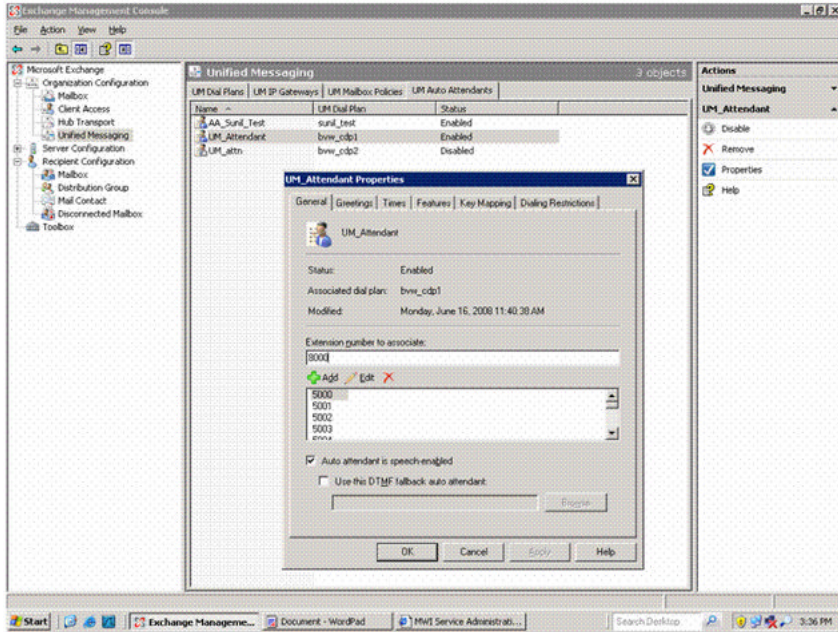 Exchange Management Console
File Action View Help
Microsoft Exchange
Organization Configuration
Mailbox
Client Access
Hub Transport
Unified Messaging
Server Configuration
Recipient Configuration
Mailbox
Distribution Group
Mail Contact
Disconnected Mailbox
Toolbox
Unified Messaging 3 objects
UM Dial Plans UM IP Gateways UM Mailbox Policies UM Auto Attendants
Name UM Dial Plan Status
AA_Sunil_Test sunil_test Enabled
UM_Attendant bvw_cdp1 Enabled
UM_attn bvw_cdp2 Disabled
UM_Attendant Properties
General Greetings Times Features Key Mapping Dialing Restrictions
UM_Attendant
Status: Enabled
Associated dial plan: bvw_cdp1
Modified: Monday, June 16, 2008 11:40:38 AM
Extension number to associate:
8000
Add Edit
5000
5001
5002
5003
5004
Auto attendant is speech-enabled
Use this DTMF fallback auto attendant:
Browse
OK Cancel Apply Help
Actions
Unified Messaging
UM_Attendant
Disable
Remove
Properties
Help
Start Exchange Manageme... Document - WordPad MWI Service Administrati... Search Desktop 3:36 PM